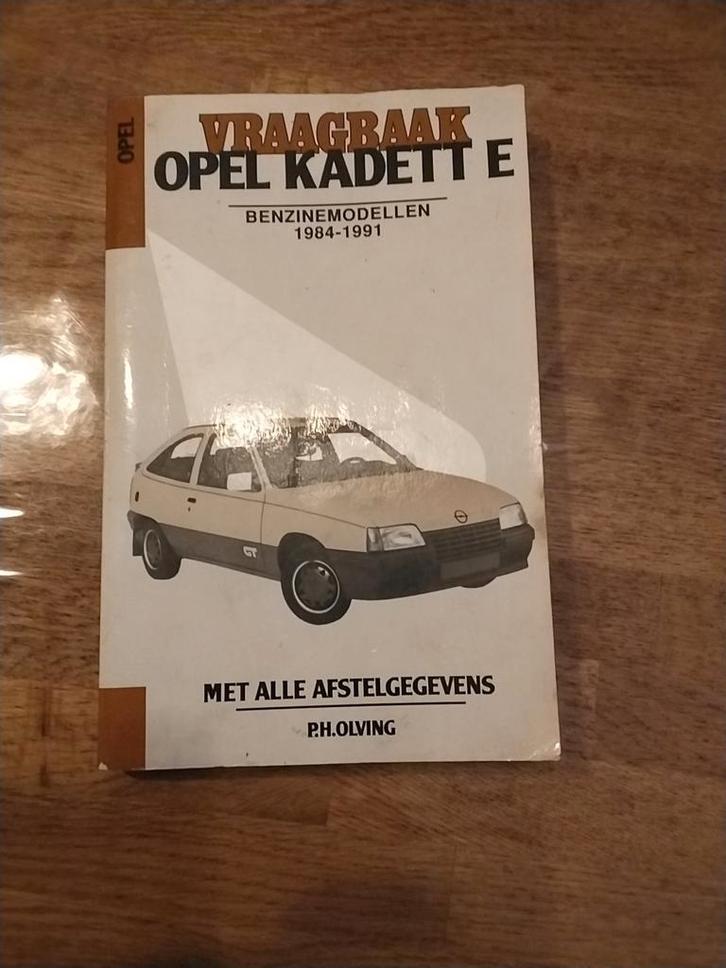 OPEL
VRAAGBAAK
OPEL KADETT E
BENZINEMODELLEN
1984-1991
GT
MET ALLE AFSTELGEGEVENS
P.H.OLVING